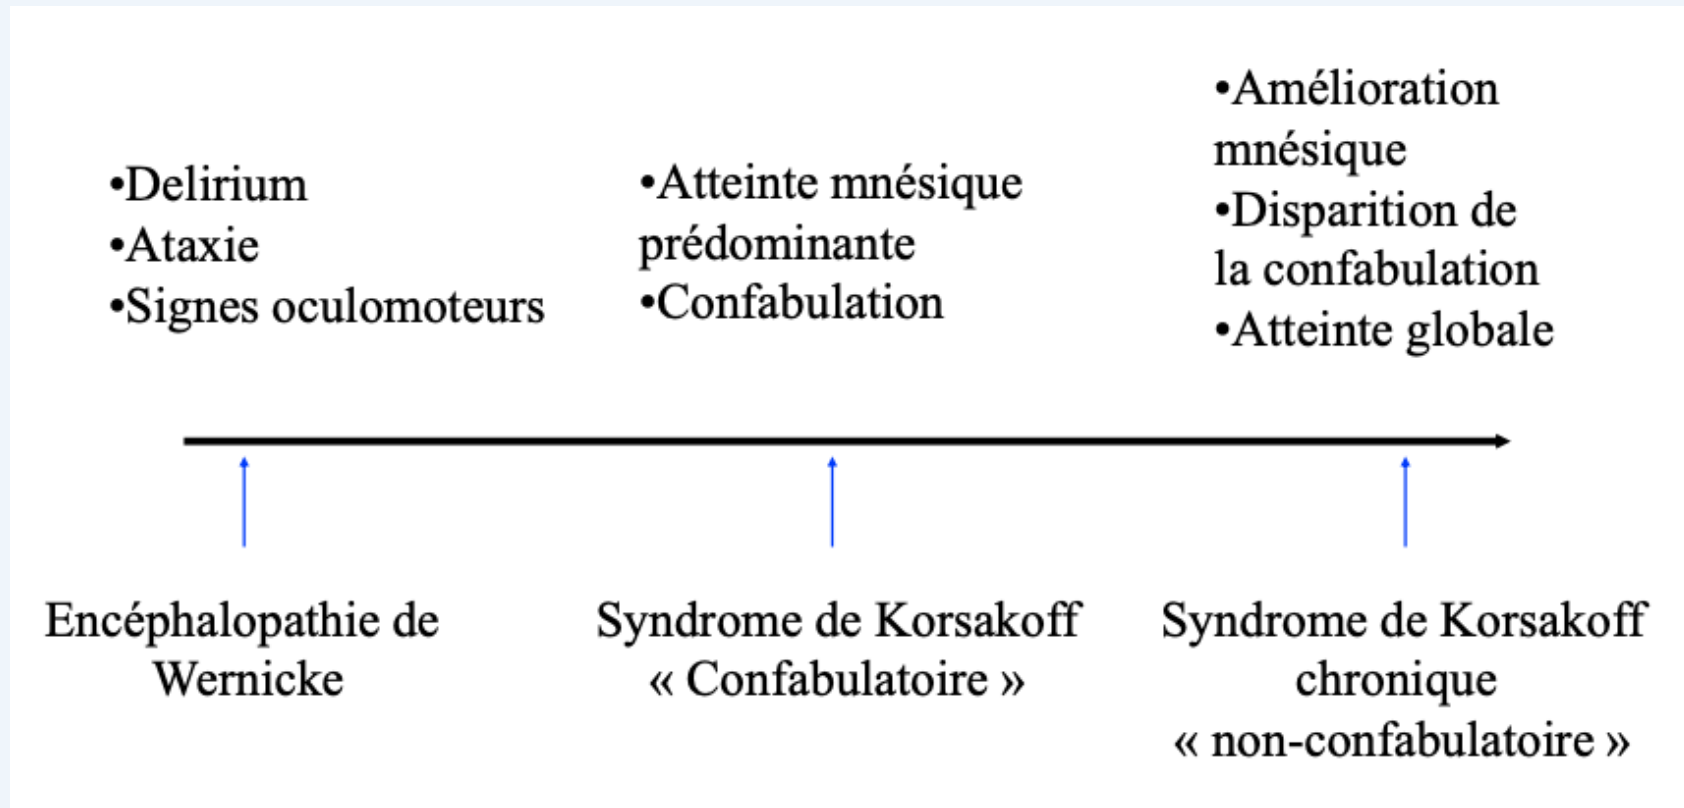 •Delirium
•Ataxie
•Signes oculomoteurs
•Atteinte mnésique
prédominante
•Confabulation
•Amélioration
mnésique
•Disparition de
la confabulation
•Atteinte globale
Encéphalopathie de
Wernicke
Syndrome de Korsakoff
« Confabulatoire »
Syndrome de Korsakoff
chronique
« non-confabulatoire »